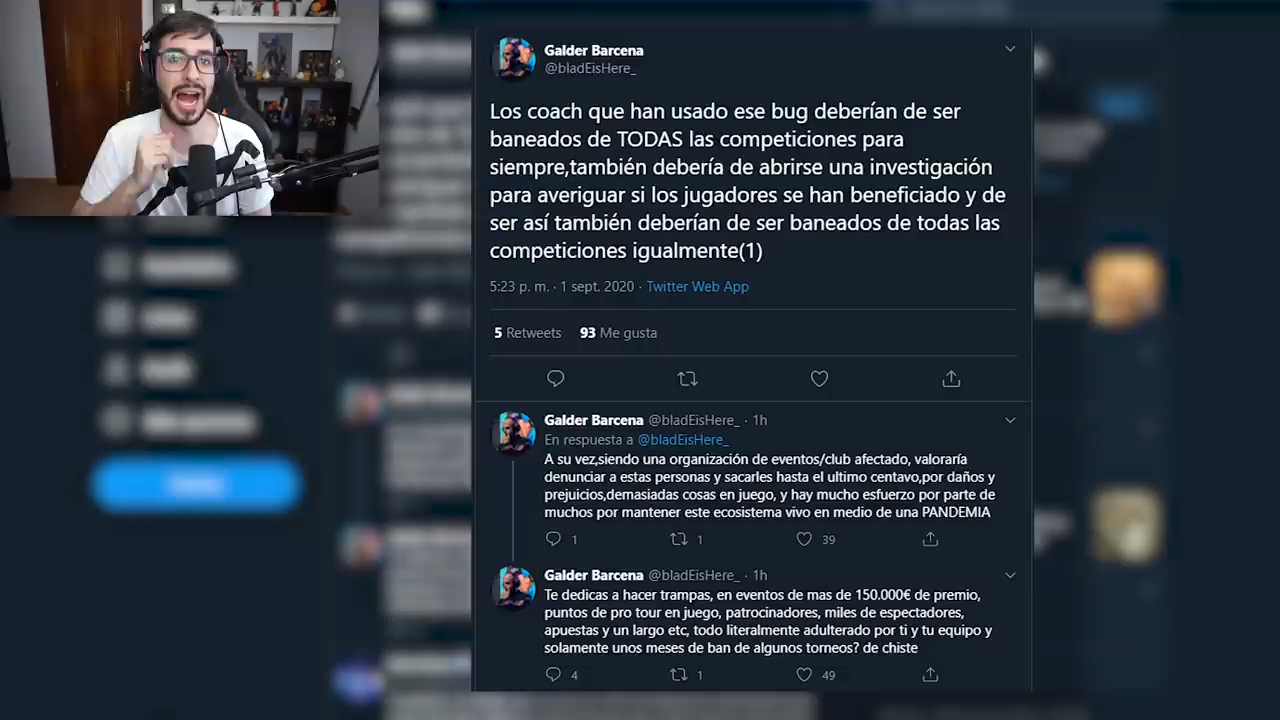 Galder Barcena
@bladEisHere_
Los coach que han usado ese bug deberían de ser
baneados de TODAS las competiciones para
siempre,también debería de abrirse una investigación
para averiguar si los jugadores se han beneficiado y de
ser así también deberían de ser baneados de todas las
competiciones igualmente(1)
5:23 p. m. · 1 sept. 2020 · Twitter Web App
5 Retweets 93 Me gusta
Galder Barcena @bladEisHere_ · 1h
En respuesta a @bladEisHere_
A su vez,siendo una organización de eventos/club afectado, valoraría
denunciar a estas personas y sacarles hasta el ultimo centavo,por daños y
prejuicios,demasiadas cosas en juego, y hay mucho esfuerzo por parte de
muchos por mantener este ecosistema vivo en medio de una PANDEMIA
1 1 39
Galder Barcena @bladEisHere_ · 1h
Te dedicas a hacer trampas, en eventos de mas de 150.000€ de premio,
puntos de pro tour en juego, patrocinadores, miles de espectadores,
apuestas y un largo etc, todo literalmente adulterado por ti y tu equipo y
solamente unos meses de ban de algunos torneos? de chiste
4 1 49